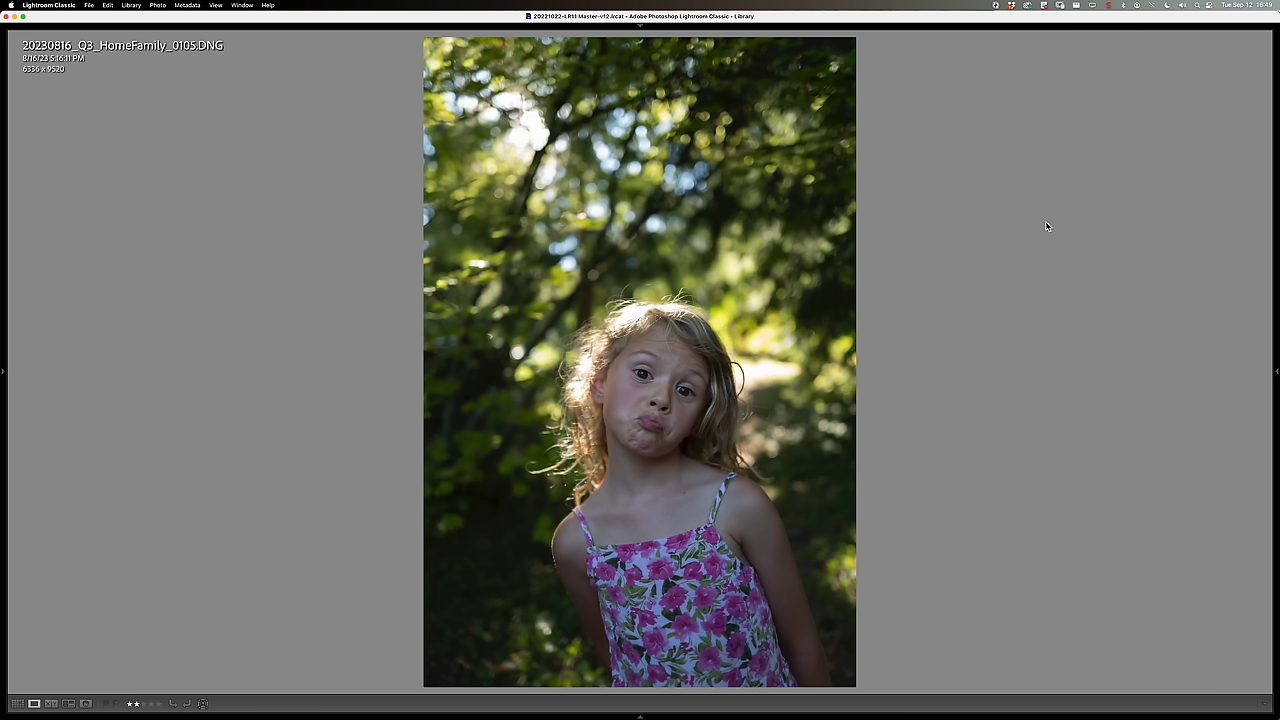 Lightroom Classic File Edit Library Photo Metadata View Window Help Tue Sep 12 16:49
20221022-LR11 Master-v12.lrcat - Adobe Photoshop Lightroom Classic - Library
20230816_Q3_HomeFamily_0105.DNG
8/16/23 5:16:11 PM
6336 x 9520
XY